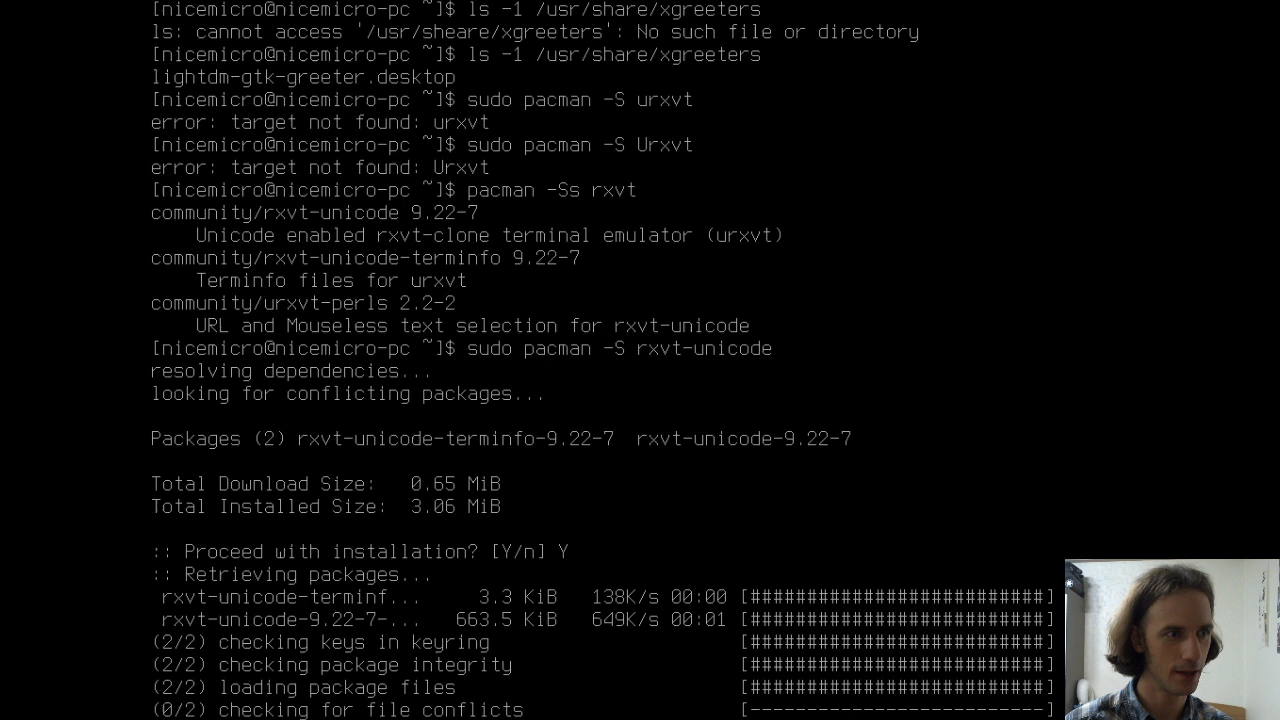 [nicemicro@nicemicro-pc ~]$ ls -1 /usr/share/xgreeters
ls: cannot access '/usr/sheare/xgreeters': No such file or directory
[nicemicro@nicemicro-pc ~]$ ls -1 /usr/share/xgreeters
lightdm-gtk-greeter.desktop
[nicemicro@nicemicro-pc ~]$ sudo pacman -S urxvt
error: target not found: urxvt
[nicemicro@nicemicro-pc ~]$ sudo pacman -S Urxvt
error: target not found: Urxvt
[nicemicro@nicemicro-pc ~]$ pacman -Ss rxvt
community/rxvt-unicode 9.22-7
    Unicode enabled rxvt-clone terminal emulator (urxvt)
community/rxvt-unicode-terminfo 9.22-7
    Terminfo files for urxvt
community/urxvt-perls 2.2-2
    URL and Mouseless text selection for rxvt-unicode
[nicemicro@nicemicro-pc ~]$ sudo pacman -S rxvt-unicode
resolving dependencies...
looking for conflicting packages...
Packages (2) rxvt-unicode-terminfo-9.22-7  rxvt-unicode-9.22-7
Total Download Size:   0.65 MiB
Total Installed Size:  3.06 MiB
:: Proceed with installation? [Y/n] Y
:: Retrieving packages...
 rxvt-unicode-terminf...   3.3 KiB   138K/s 00:00 [##########################]
 rxvt-unicode-9.22-7-... 663.5 KiB   649K/s 00:01 [##########################]
(2/2) checking keys in keyring [##########################]
(2/2) checking package integrity [##########################]
(2/2) loading package files [##########################]
(0/2) checking for file conflicts [--------------------------]